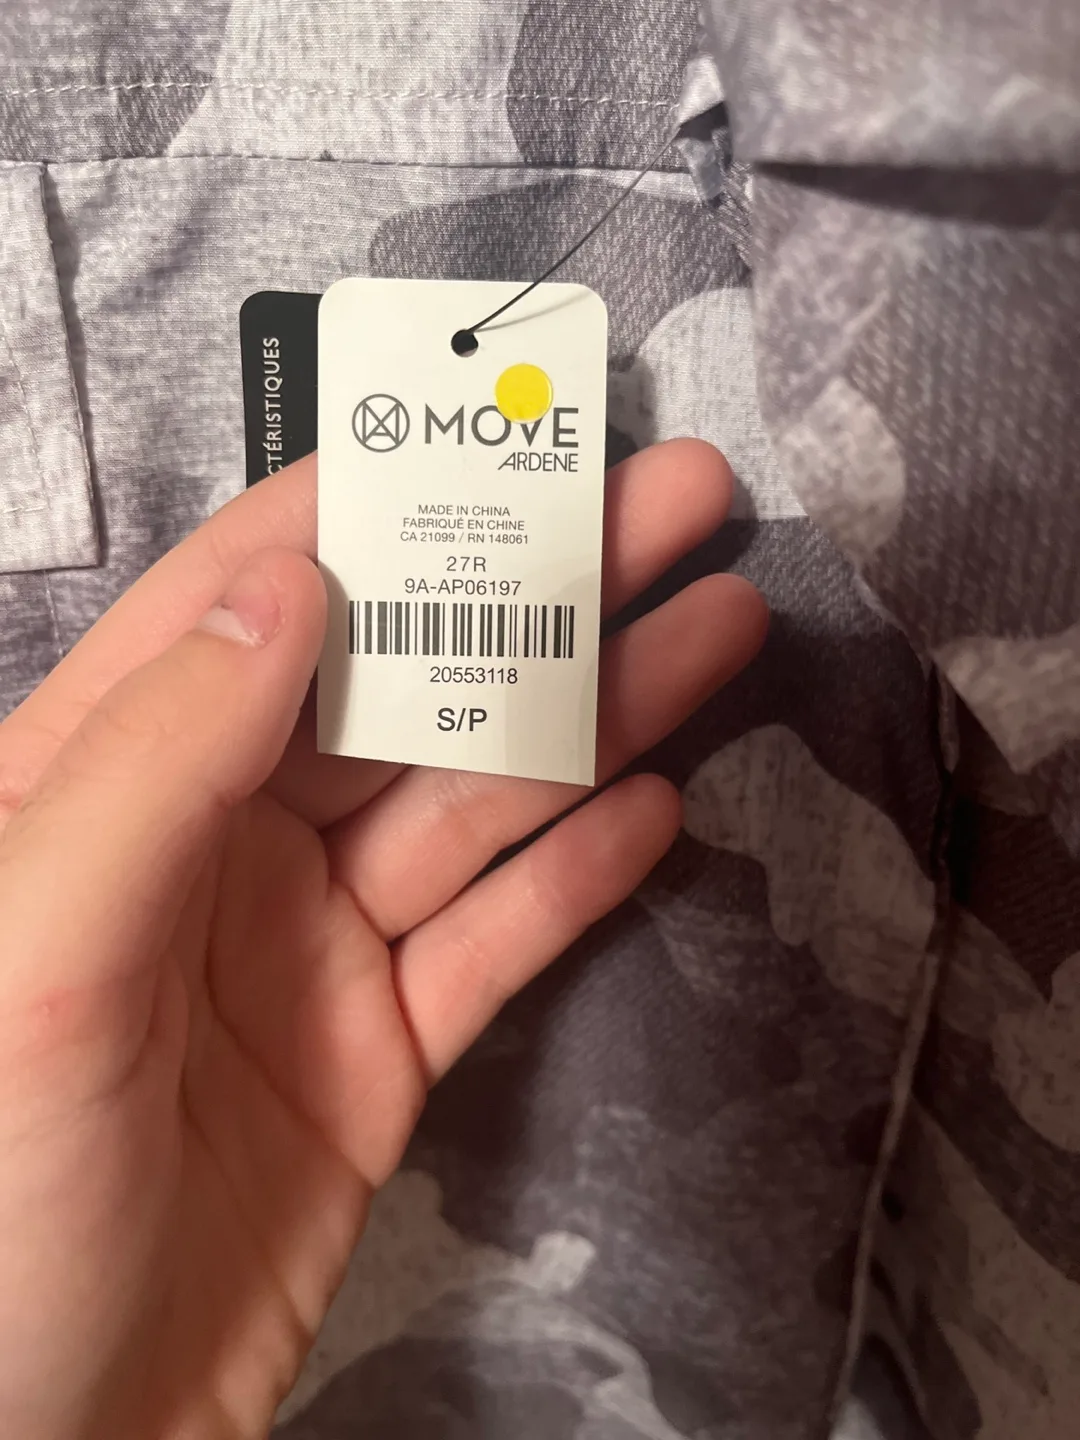 CTÉRISTIQUES
MOVE
ARDENE
MADE IN CHINA
FABRIQUÉ EN CHINE
CA 21099 / RN 148061
27R
9A-AP06197
20553118
S/P